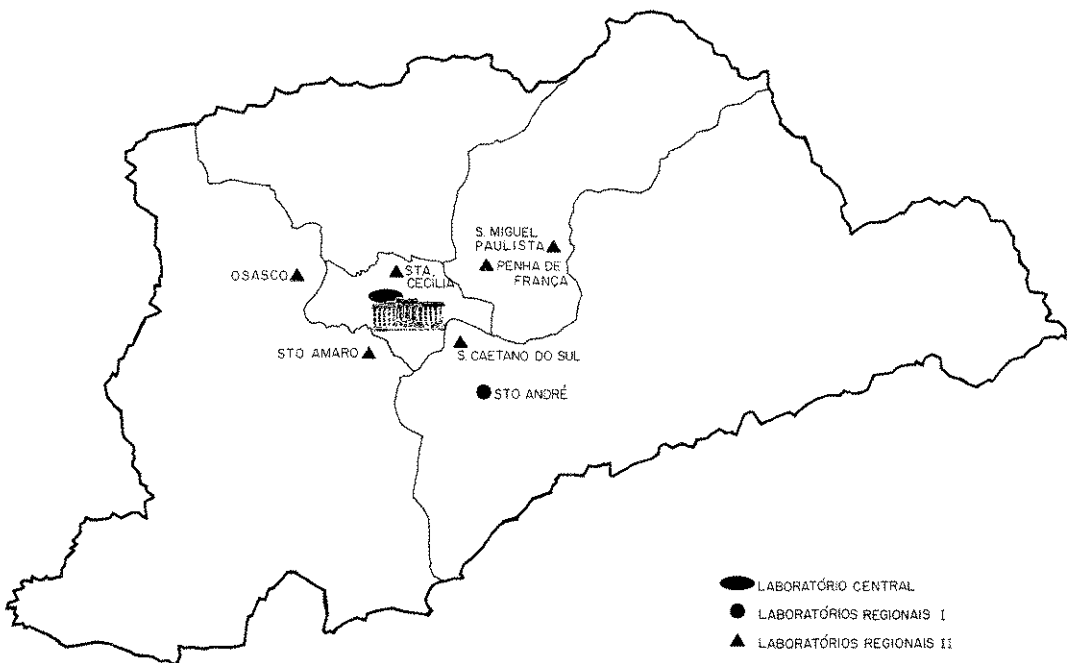 S. MIGUEL
PAULISTA
OSASCO
STA.
CECÍLIA
PENHA DE
FRANÇA
STO AMARO
S. CAETANO DO SUL
STO ANDRÉ
LABORATÓRIO CENTRAL
LABORATÓRIOS REGIONAIS I
LABORATÓRIOS REGIONAIS II